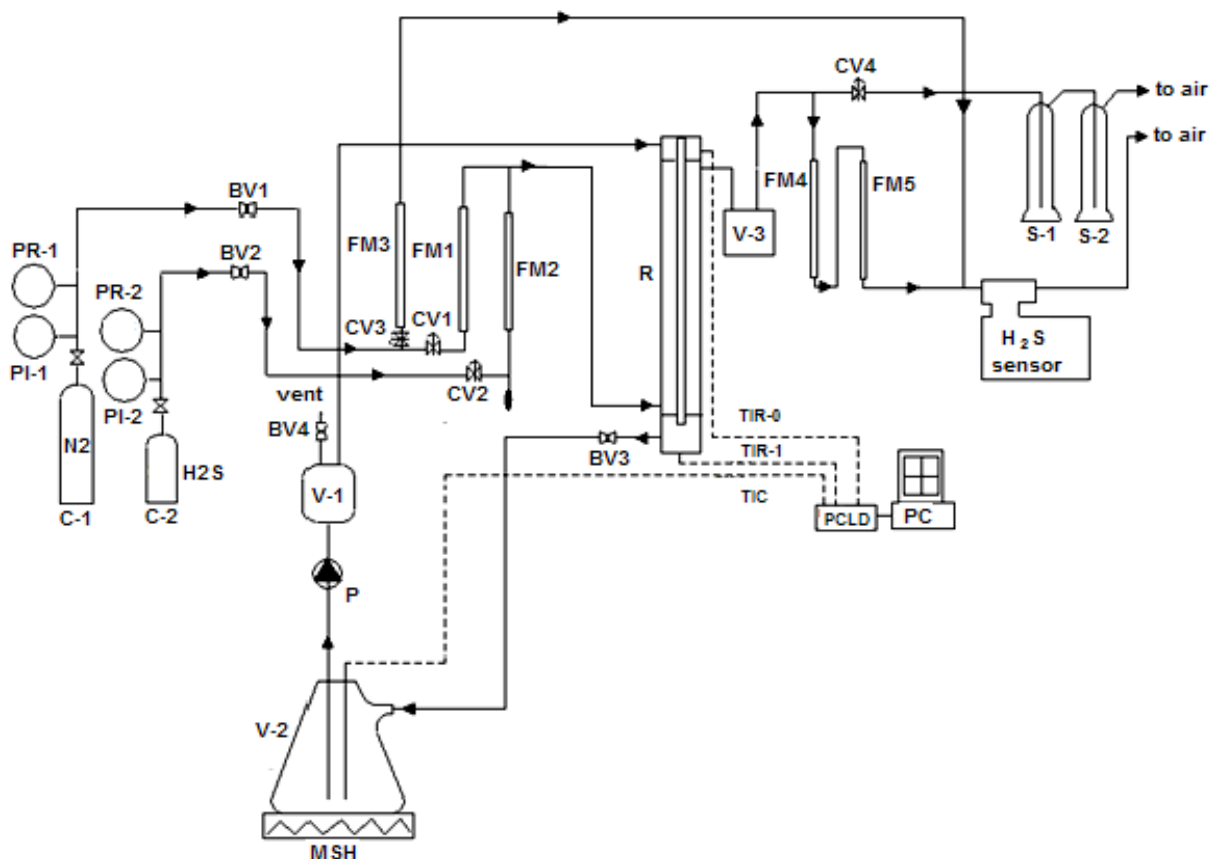 CV4
to air
to air
BV1
FM4
FM5
PR-1
BV2
FM3
FM1
FM2
V-3
S-1
S-2
R
PR-2
CV3
CV1
H2S
sensor
PI-1
PI-2
vent
CV2
N2
BV4
TIR-0
H2S
BV3
TIR-1
V-1
TIC
C-1
C-2
PCLD
PC
P
V-2
MSH